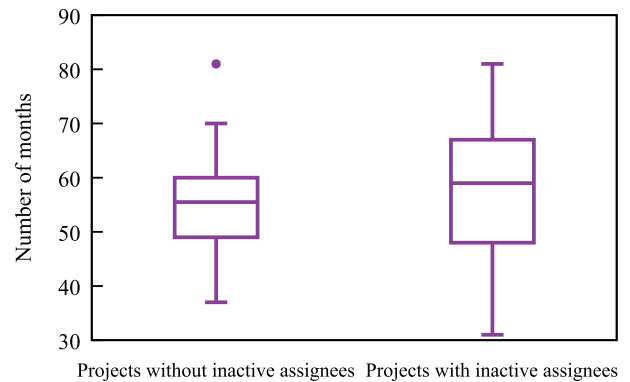 90
80
70
60
50
40
30
Number of months
Projects without inactive assignees
Projects with inactive assignees